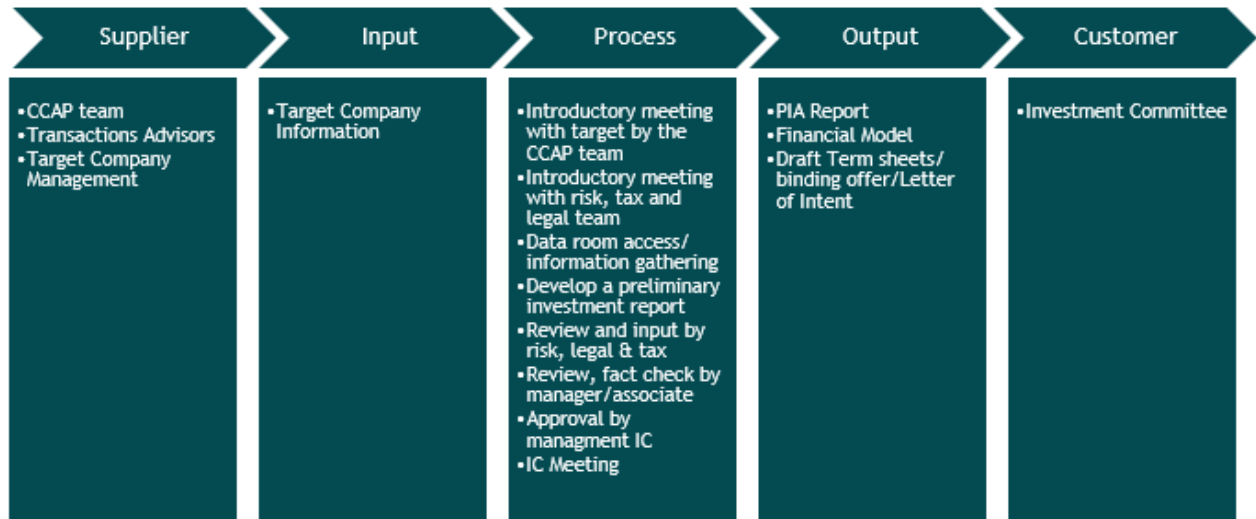 Supplier
Input
Process
Output
Customer
▪CCAP team
▪Transactions Advisors
▪Target Company
Management
▪Target Company
Information
▪Introductory meeting
with target by the
CCAP team
▪Introductory meeting
with risk, tax and
legal team
▪Data room access/
information gathering
▪Develop a preliminary
investment report
▪Review and input by
risk, legal & tax
▪Review, fact check by
manager/associate
▪Approval by
managment IC
▪IC Meeting
▪PIA Report
▪Financial Model
▪Draft Term sheets/
binding offer/Letter
of Intent
▪Investment Committee